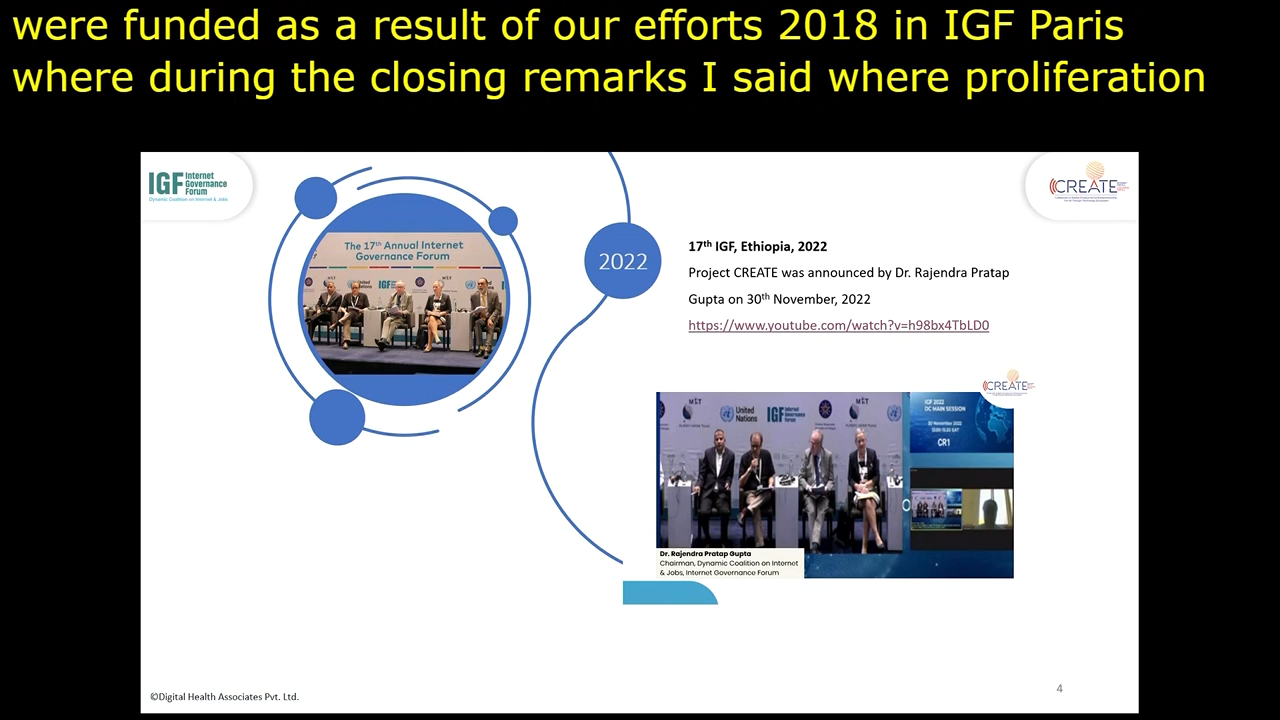 were funded as a result of our efforts 2018 in IGF Paris
where during the closing remarks I said where proliferation
IGF Internet Governance Forum
Dynamic Coalition on Internet & Jobs
CREATE
The 17th Annual Internet
Governance Forum
2022
17th IGF, Ethiopia, 2022
Project CREATE was announced by Dr. Rajendra Pratap
Gupta on 30th November, 2022
https://www.youtube.com/watch?v=h98bx4TbLD0
CREATE
United
Nations
IGF
IGF 2022
DC MAIN SESSION
CR1
Dr. Rajendra Pratap Gupta
Chairman, Dynamic Coalition on Internet
& Jobs, Internet Governance Forum
©Digital Health Associates Pvt. Ltd.
4